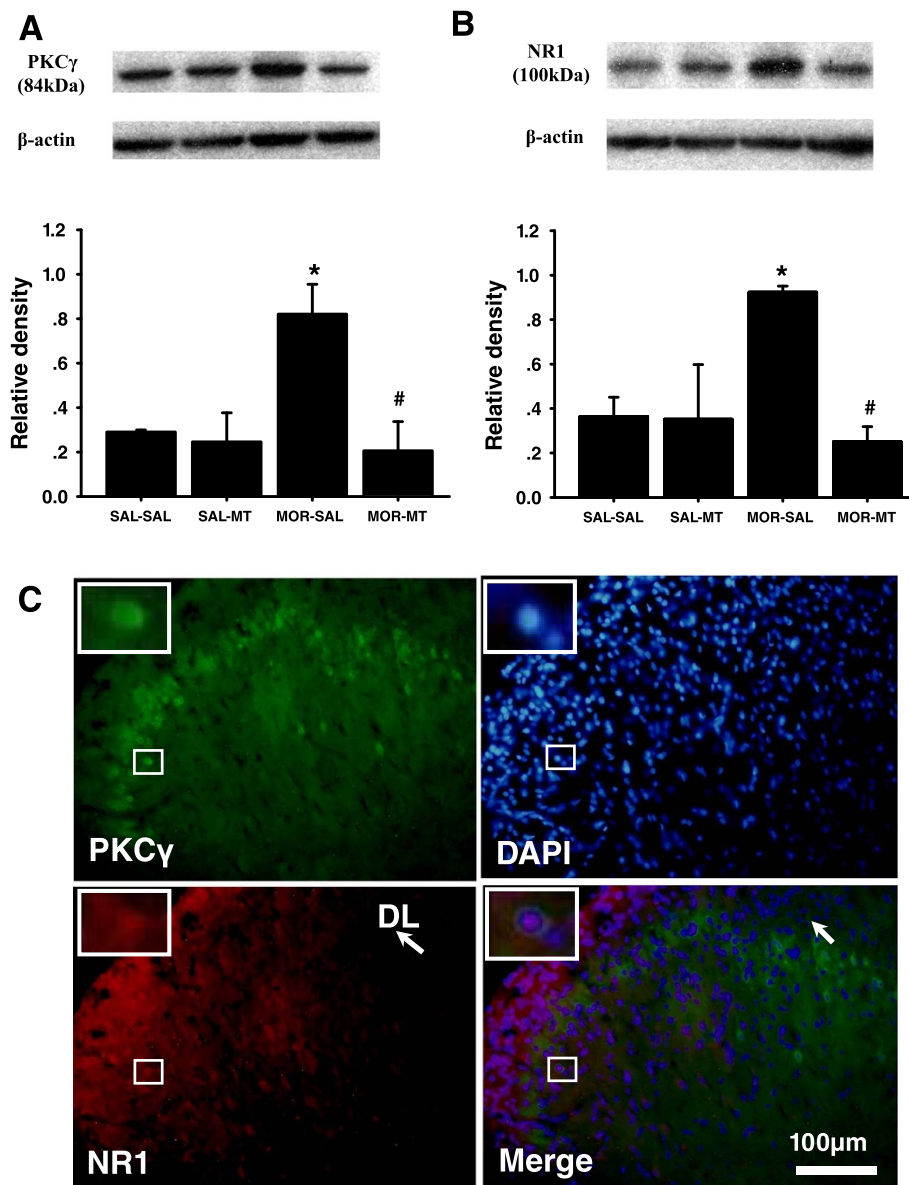 A
PKCγ
(84kDa)
β-actin
1.2
1.0
.8
.6
.4
.2
0.0
Relative density
*
#
SAL-SAL SAL-MT MOR-SAL MOR-MT
B
NR1
(100kDa)
β-actin
1.2
1.0
.8
.6
.4
.2
0.0
Relative density
*
#
SAL-SAL SAL-MT MOR-SAL MOR-MT
C
PKCγ
DAPI
DL
NR1
100μm
Merge